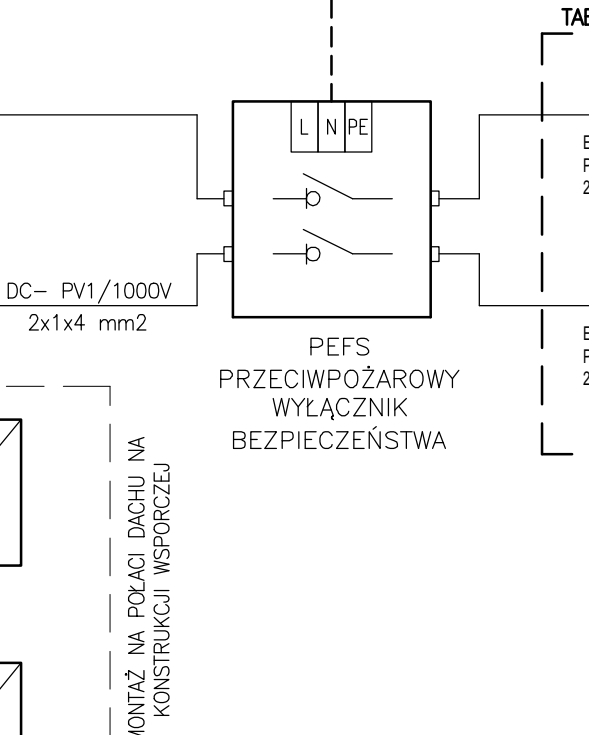 L N PE
DC– PV1/1000V
2x1x4 mm2
PEFS
PRZECIWPOŻAROWY
WYŁĄCZNIK
BEZPIECZEŃSTWA
MONTAŻ NA POŁACI DACHU NA
KONSTRUKCJI WSPORCZEJ